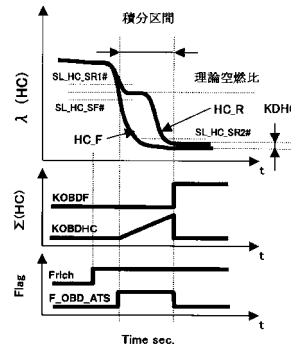 積分区間
λ (HC)
SL_HC_SR1#
理論空燃比
KDHC
SL_HC_SF#
HC_R
SL_HC_SR2#
HC_F
t
Σ(HC)
KOBDF
KOBDHC
t
Flag
Frich
F_OBD_ATS
t
Time sec.